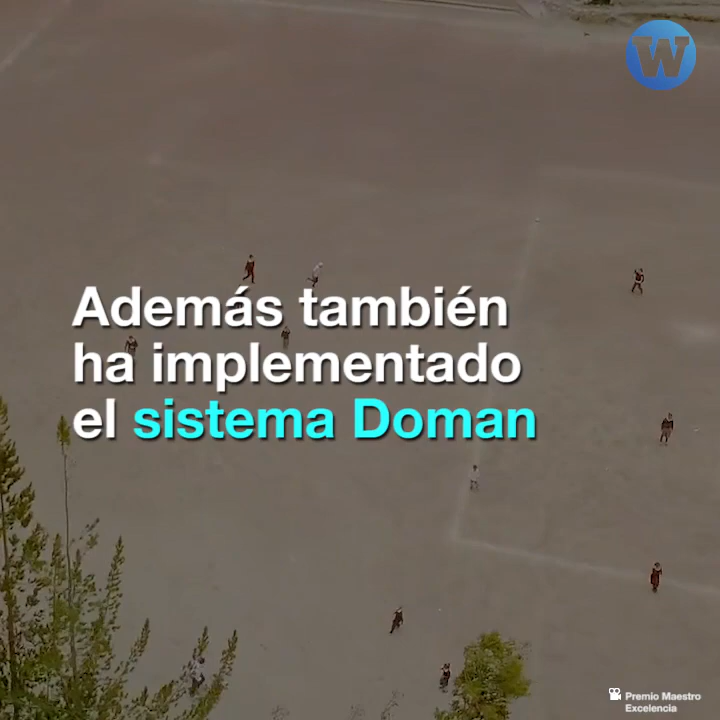 W
Además también
ha implementado
el sistema Doman
Premio Maestro
Excelencia